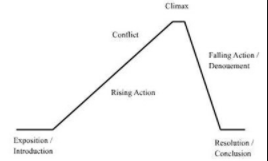 Climax
Conflict
Falling Action /
Denouement
Rising Action
Exposition /
Introduction
Resolution /
Conclusion